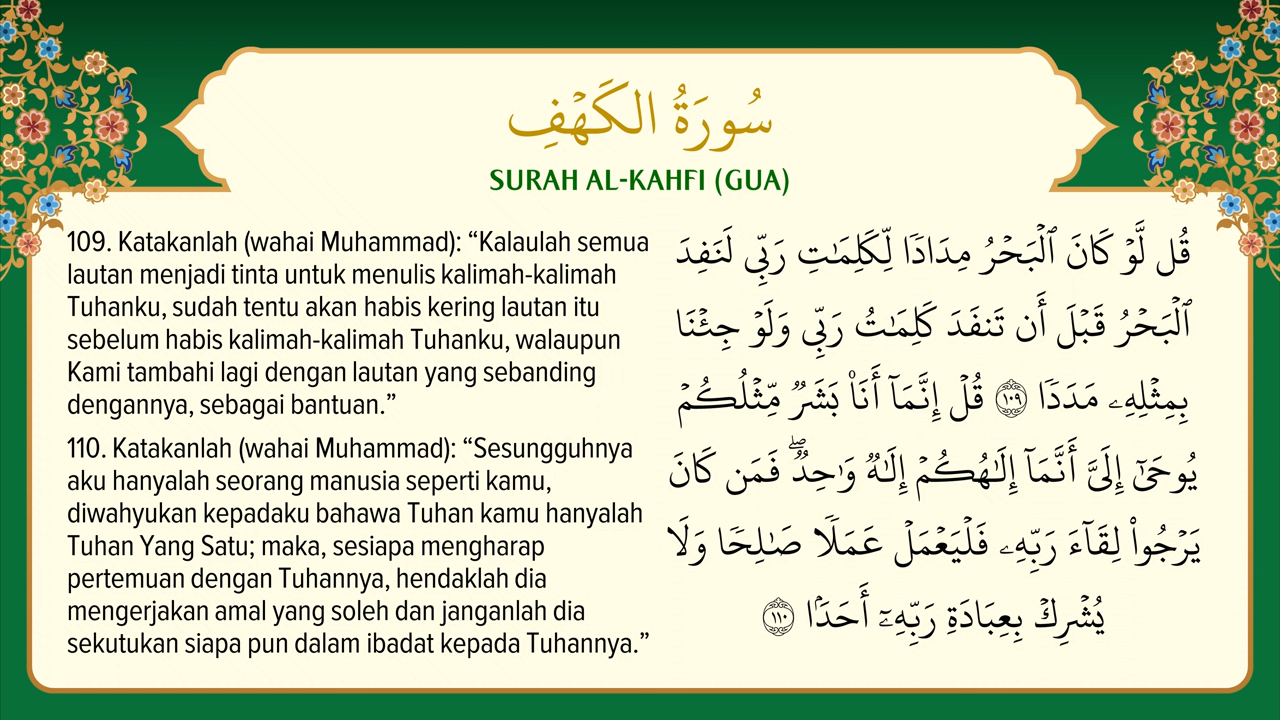 سُورَةُ الكَهْفِ
SURAH AL-KAHFI (GUA)
109. Katakanlah (wahai Muhammad): “Kalaulah semua
lautan menjadi tinta untuk menulis kalimah-kalimah
Tuhanku, sudah tentu akan habis kering lautan itu
sebelum habis kalimah-kalimah Tuhanku, walaupun
Kami tambahi lagi dengan lautan yang sebanding
dengannya, sebagai bantuan.”
110. Katakanlah (wahai Muhammad): “Sesungguhnya
aku hanyalah seorang manusia seperti kamu,
diwahyukan kepadaku bahawa Tuhan kamu hanyalah
Tuhan Yang Satu; maka, sesiapa mengharap
pertemuan dengan Tuhannya, hendaklah dia
mengerjakan amal yang soleh dan janganlah dia
sekutukan siapa pun dalam ibadat kepada Tuhannya.”
قُل لَّوْ كَانَ ٱلْبَحْرُ مِدَادًا لِّكَلِمَـٰتِ رَبِّى لَنَفِدَ
ٱلْبَحْرُ قَبْلَ أَن تَنفَدَ كَلِمَـٰتُ رَبِّى وَلَوْ جِئْنَا
بِمِثْلِهِۦ مَدَدًا ١٠٩ قُلْ إِنَّمَآ أَنَا۠ بَشَرٌ مِّثْلُكُمْ
يُوحَىٰٓ إِلَىَّ أَنَّمَآ إِلَـٰهُكُمْ إِلَـٰهٌ وَٰحِدٌ ۖ فَمَن كَانَ
يَرْجُوا۟ لِقَآءَ رَبِّهِۦ فَلْيَعْمَلْ عَمَلًا صَـٰلِحًا وَلَا
يُشْرِكْ بِعِبَادَةِ رَبِّهِۦٓ أَحَدًۢا ١١٠